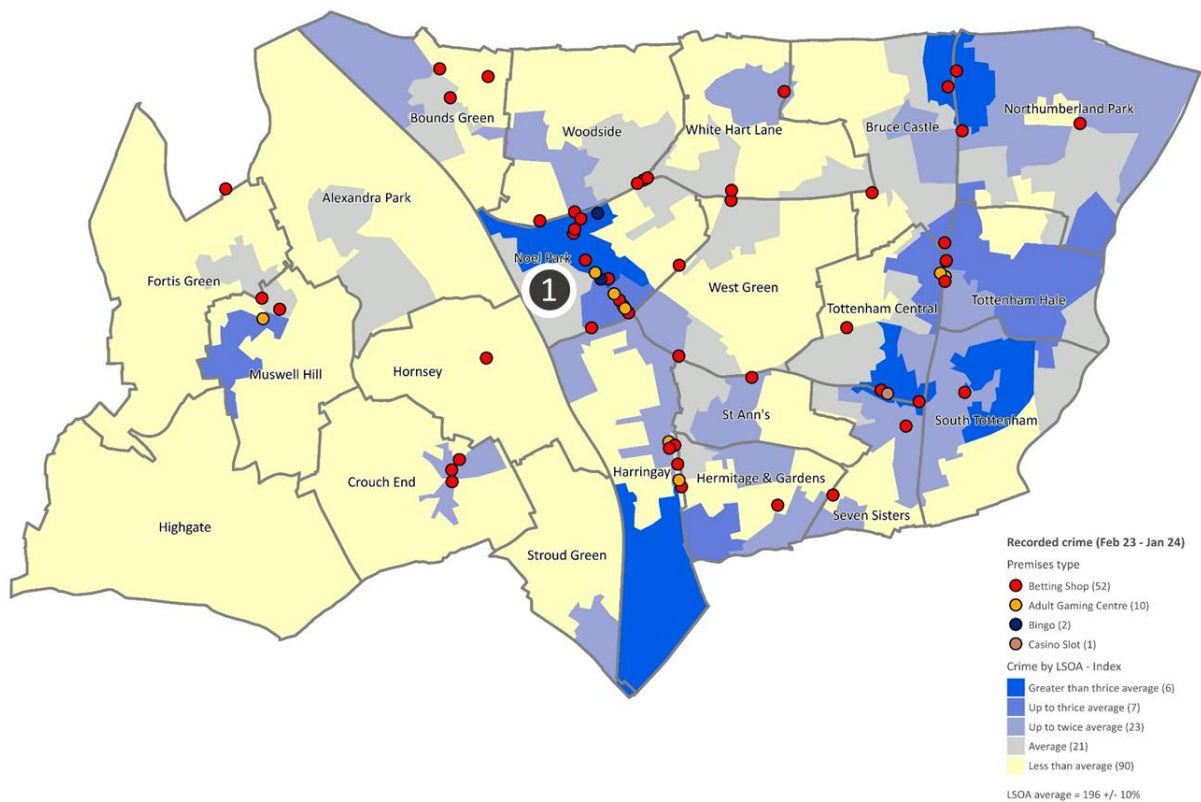 Bounds Green
Woodside
White Hart Lane
Bruce Castle
Northumberland Park
Alexandra Park
Noel Park
1
Fortis Green
West Green
Tottenham Central
Tottenham Hale
Muswell Hill
Hornsey
St Ann's
South Tottenham
Crouch End
Harringay
Hermitage & Gardens
Seven Sisters
Highgate
Stroud Green
Recorded crime (Feb 23 - Jan 24)
Premises type
Betting Shop (52)
Adult Gaming Centre (10)
Bingo (2)
Casino Slot (1)
Crime by LSOA - Index
Greater than thrice average (6)
Up to thrice average (7)
Up to twice average (23)
Average (21)
Less than average (90)
LSOA average = 196 +/- 10%